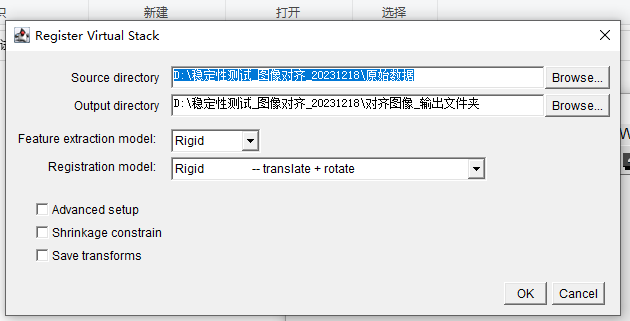 新建
打开
选择
Register Virtual Stack
Source directory D:\稳定性测试_图像对齐_20231218\原始数据 Browse...
Output directory D:\稳定性测试_图像对齐_20231218\对齐图像_输出文件夹 Browse...
Feature extraction model: Rigid
Registration model: Rigid -- translate + rotate
Advanced setup
Shrinkage constrain
Save transforms
OK Cancel